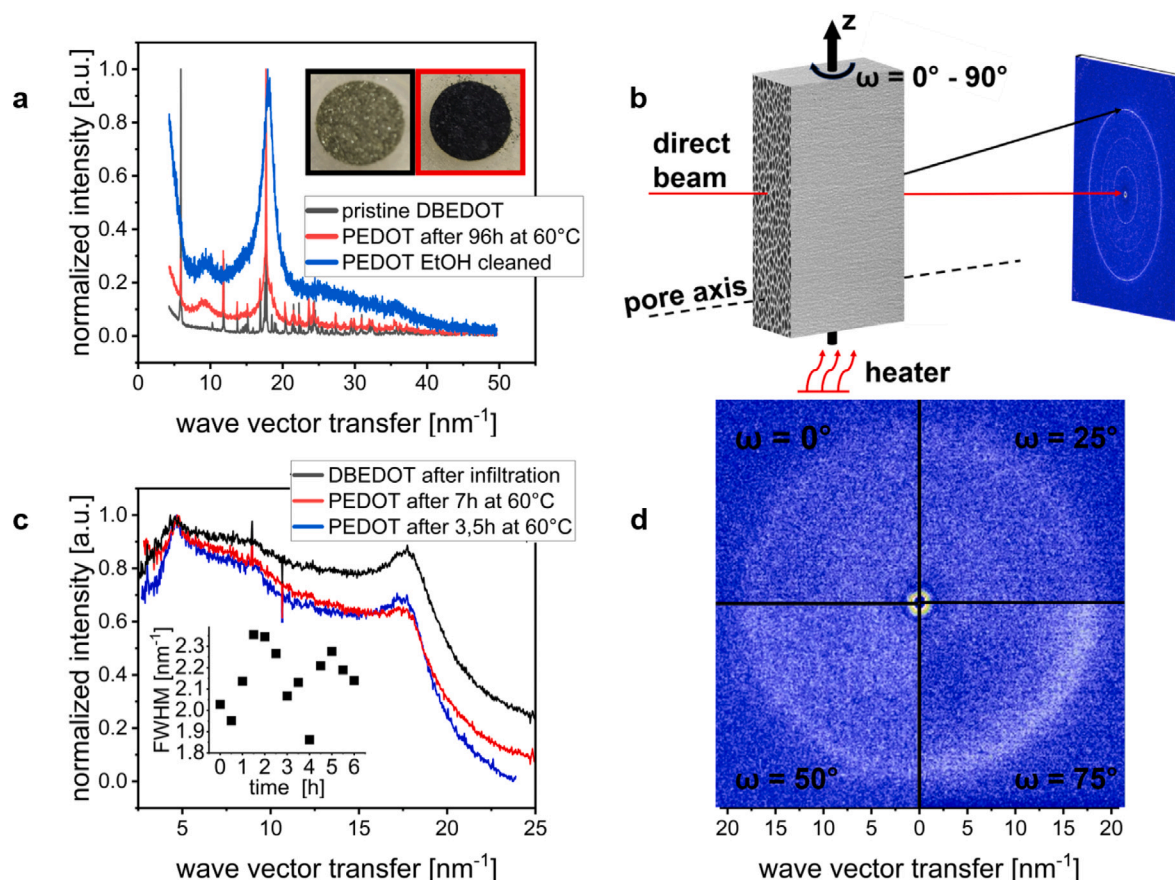 a
normalized intensity [a.u.]
1.0
0.8
0.6
0.4
0.2
0.0
pristine DBEDOT
PEDOT after 96h at 60°C
PEDOT EtOH cleaned
0 10 20 30 40 50
wave vector transfer [nm-1]
b
z
ω = 0° - 90°
direct
beam
pore axis
heater
c
normalized intensity [a.u.]
1.0
0.8
0.6
0.4
0.2
0.0
DBEDOT after infiltration
PEDOT after 7h at 60°C
PEDOT after 3,5h at 60°C
FWHM [nm-1]
2.3
2.2
2.1
2.0
1.9
1.8
0 1 2 3 4 5 6
time [h]
5 10 15 20 25
wave vector transfer [nm-1]
d
ω = 0°
ω = 25°
ω = 50°
ω = 75°
20 15 10 5 0 5 10 15 20
wave vector transfer [nm-1]